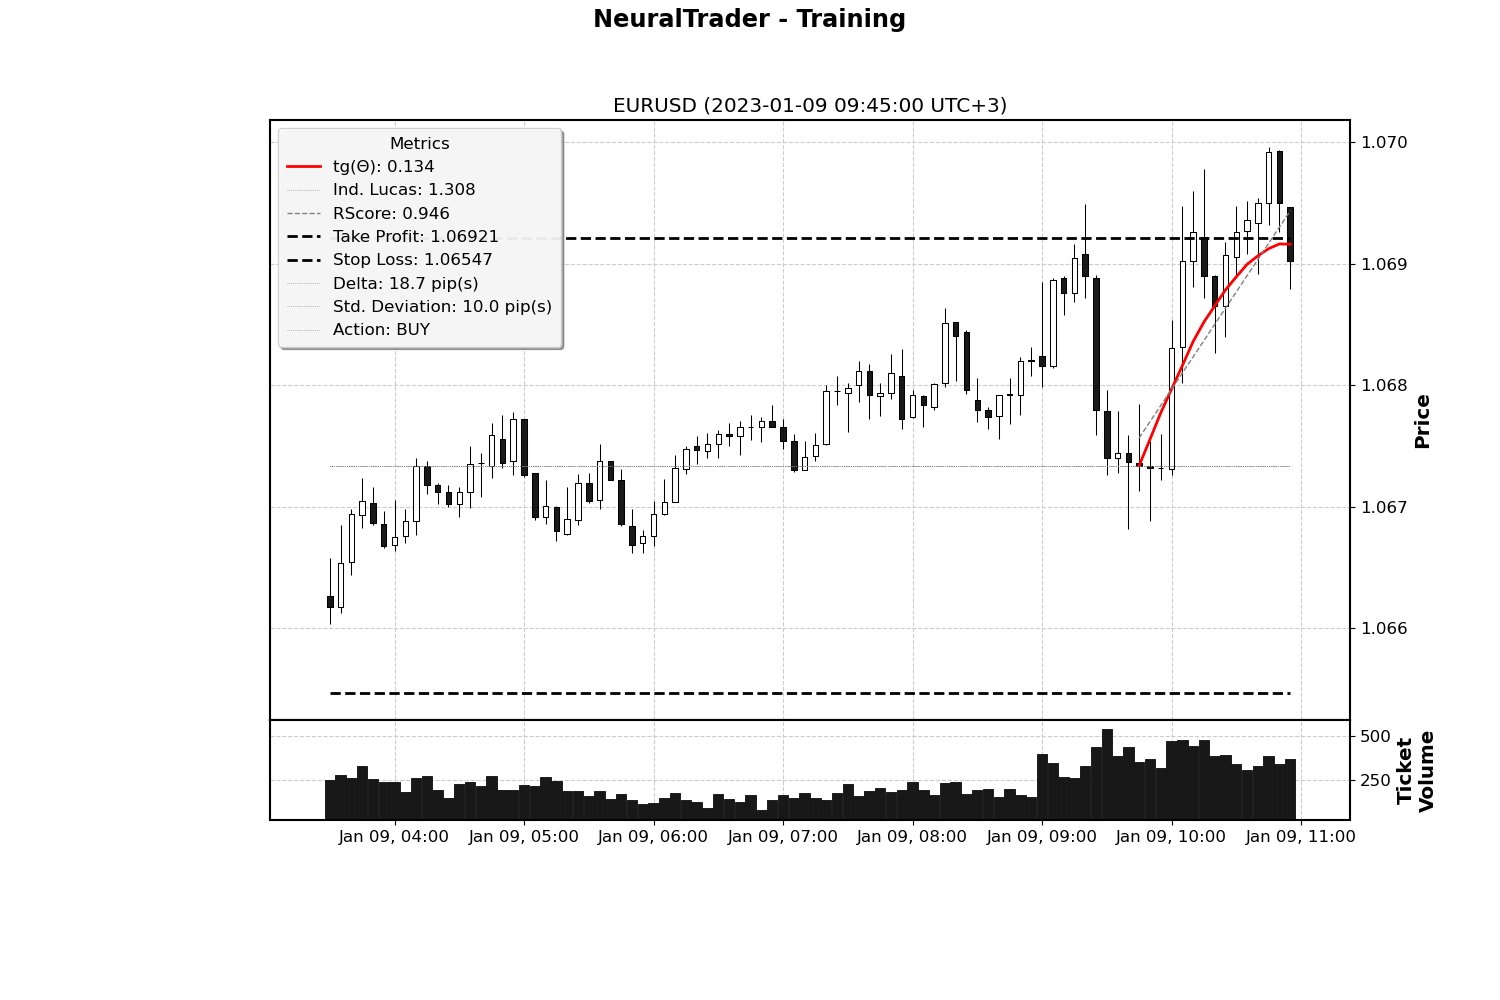 NeuralTrader - Training
EURUSD (2023-01-09 09:45:00 UTC+3)
Metrics
tg(Θ): 0.134
Ind. Lucas: 1.308
RScore: 0.946
Take Profit: 1.06921
Stop Loss: 1.06547
Delta: 18.7 pip(s)
Std. Deviation: 10.0 pip(s)
Action: BUY
1.070
1.069
1.068
1.067
1.066
Price
500
250
Ticket
Volume
Jan 09, 04:00
Jan 09, 05:00
Jan 09, 06:00
Jan 09, 07:00
Jan 09, 08:00
Jan 09, 09:00
Jan 09, 10:00
Jan 09, 11:00